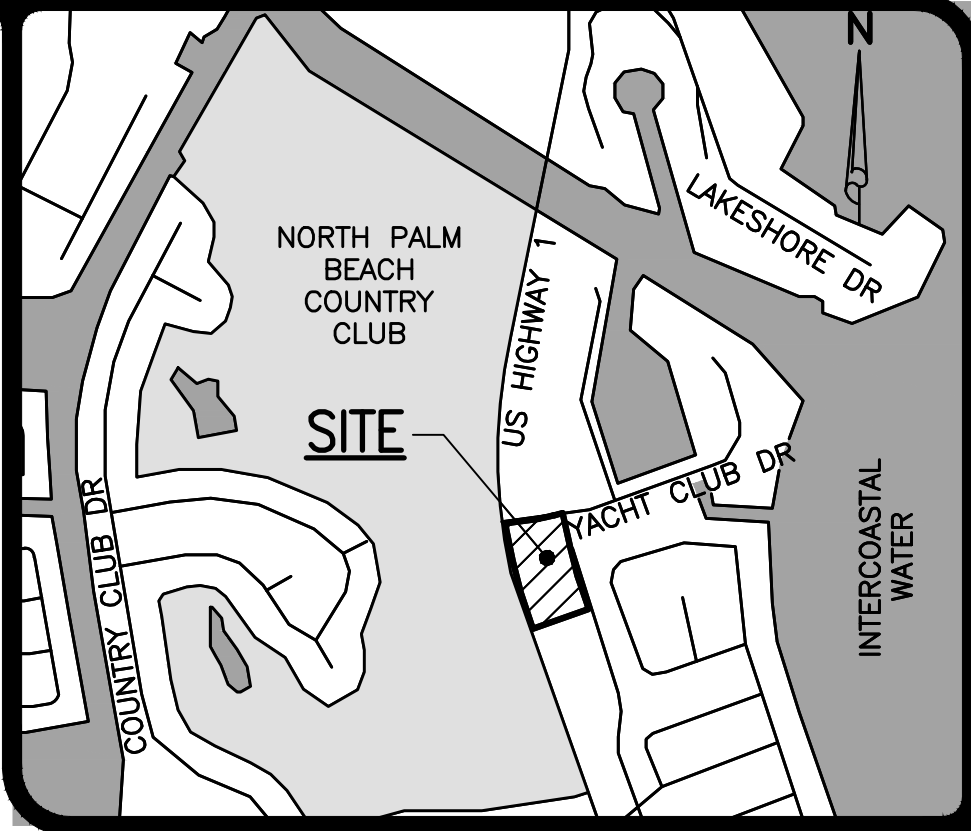 N
LAKESHORE DR
NORTH PALM
BEACH
COUNTRY
CLUB
US HIGHWAY 1
SITE
YACHT CLUB DR
COUNTRY CLUB DR
INTERCOASTAL
WATER